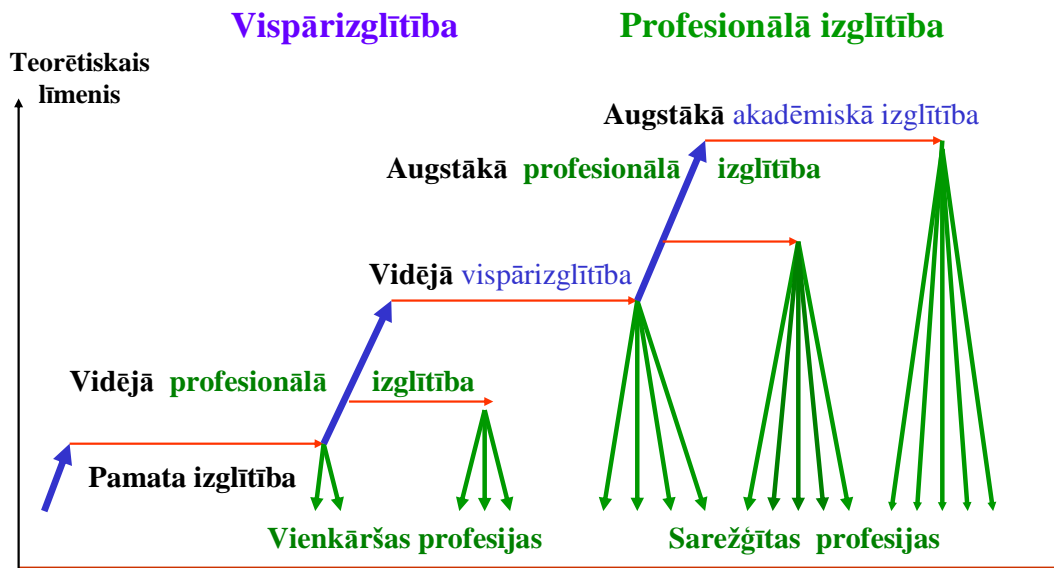 Vispārizglītība
Profesionālā izglītība
Teorētiskais
līmenis
Augstākā akadēmiskā izglītība
Augstākā profesionālā izglītība
Vidējā vispārizglītība
Vidējā profesionālā izglītība
Pamata izglītība
Vienkāršas profesijas
Sarežģītas profesijas